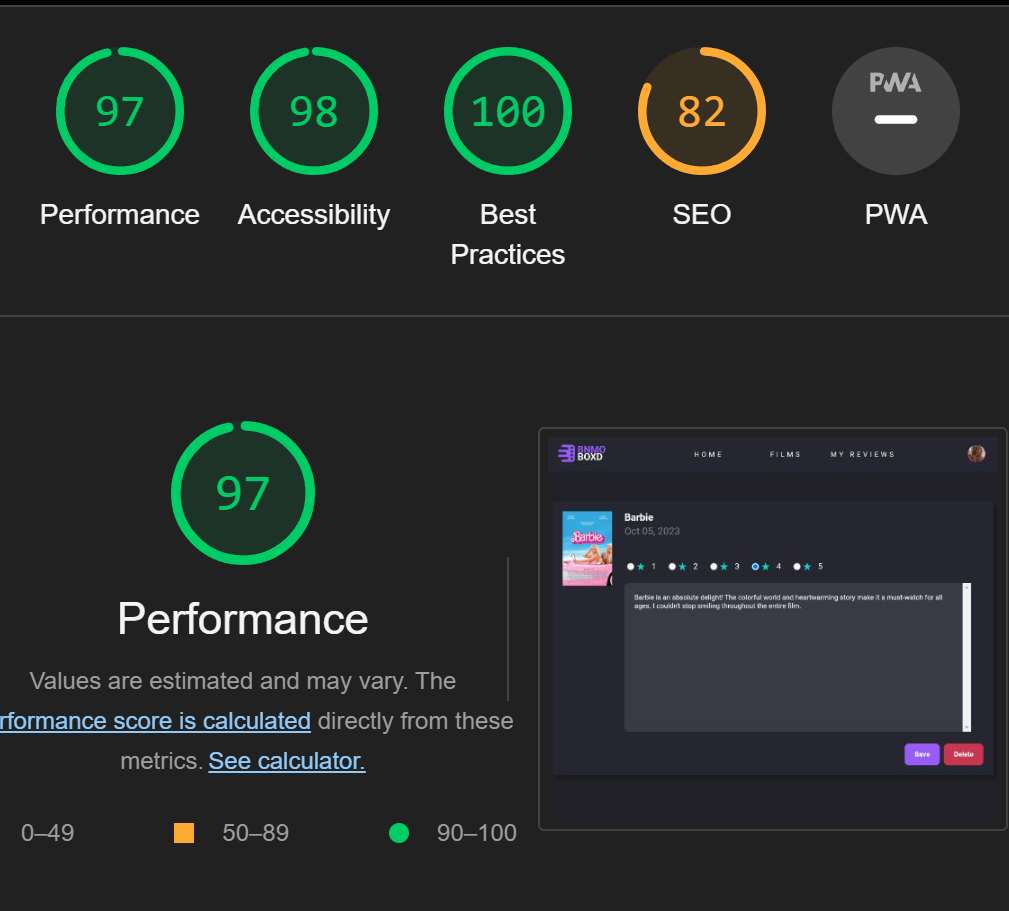 97
98
100
82
PWA
Performance
Accessibility
Best
Practices
SEO
PWA
97
Performance
Values are estimated and may vary. The
rformance score is calculated directly from these
metrics. See calculator.
0–49
50–89
90–100
BNMO
BOXD
HOME
FILMS
MY REVIEWS
Barbie
Barbie
Oct 05, 2023
1
2
3
4
5
Barbie is an absolute delight! The colorful world and heartwarming story make it a must-watch for all
ages. I couldn't stop smiling throughout the entire film.
Save
Delete